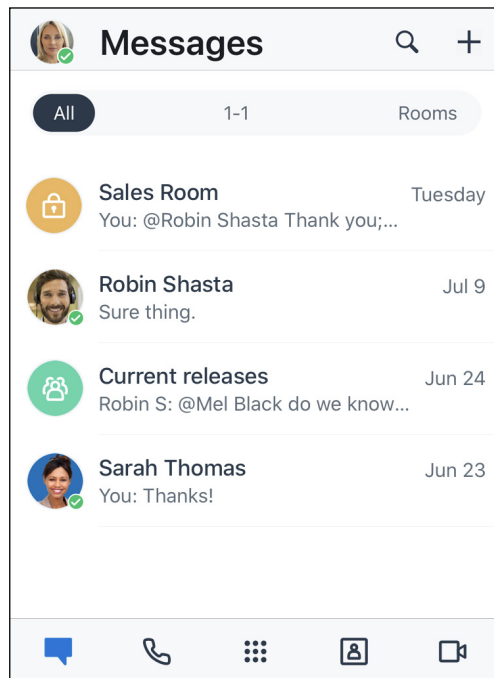 Messages
All 1-1 Rooms
Sales Room Tuesday
You: @Robin Shasta Thank you;...
Robin Shasta Jul 9
Sure thing.
Current releases Jun 24
Robin S: @Mel Black do we know...
Sarah Thomas Jun 23
You: Thanks!